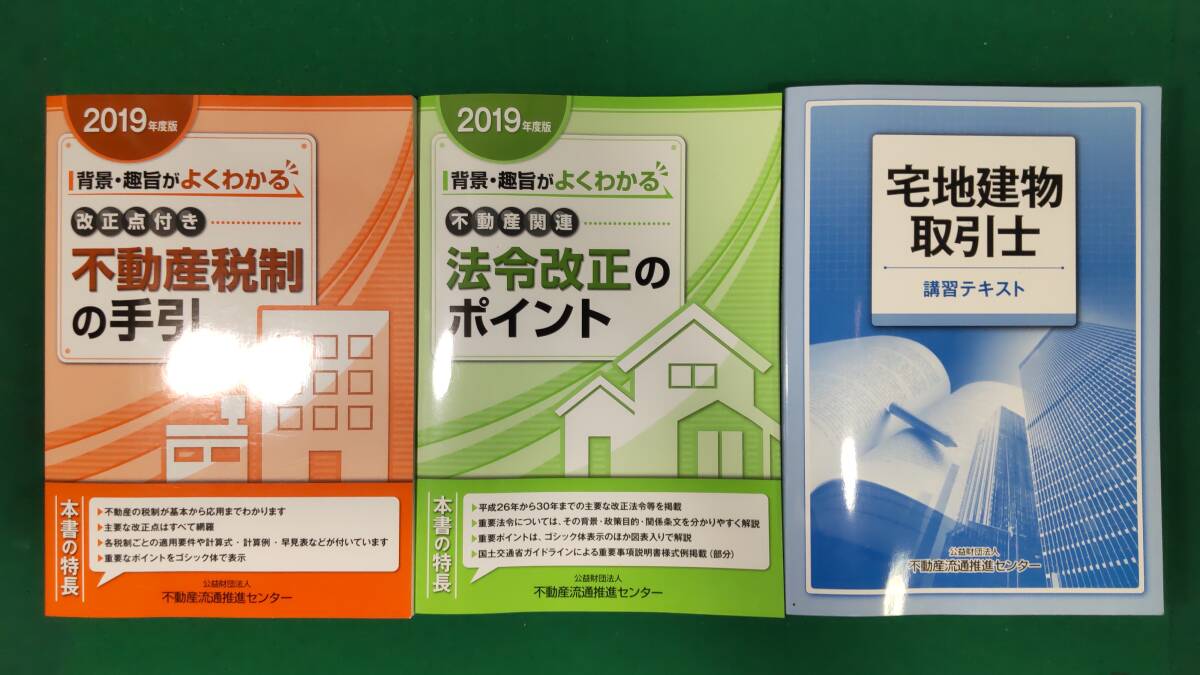 2019年度版
背景・趣旨がよくわかる
改正点付き
不動産税制
の手引
本書の特長
不動産の税制が基本から応用までわかります
主要な改正点はすべて網羅
各税制ごとの適用要件や計算式・計算例・早見表などが付いています
重要なポイントをゴシック体で表示
公益財団法人
不動産流通推進センター
2019年度版
背景・趣旨がよくわかる
不動産関連
法令改正の
ポイント
本書の特長
平成26年から30年までの主要な改正法令等を掲載
重要法令については、その背景・政策目的・関係条文を分かりやすく解説
重要ポイントは、ゴシック体表示のほか図表入りで解説
国土交通省ガイドラインによる重要事項説明書様式例掲載（部分）
公益財団法人
不動産流通推進センター
宅地建物
取引士
講習テキスト
公益財団法人
不動産流通推進センター